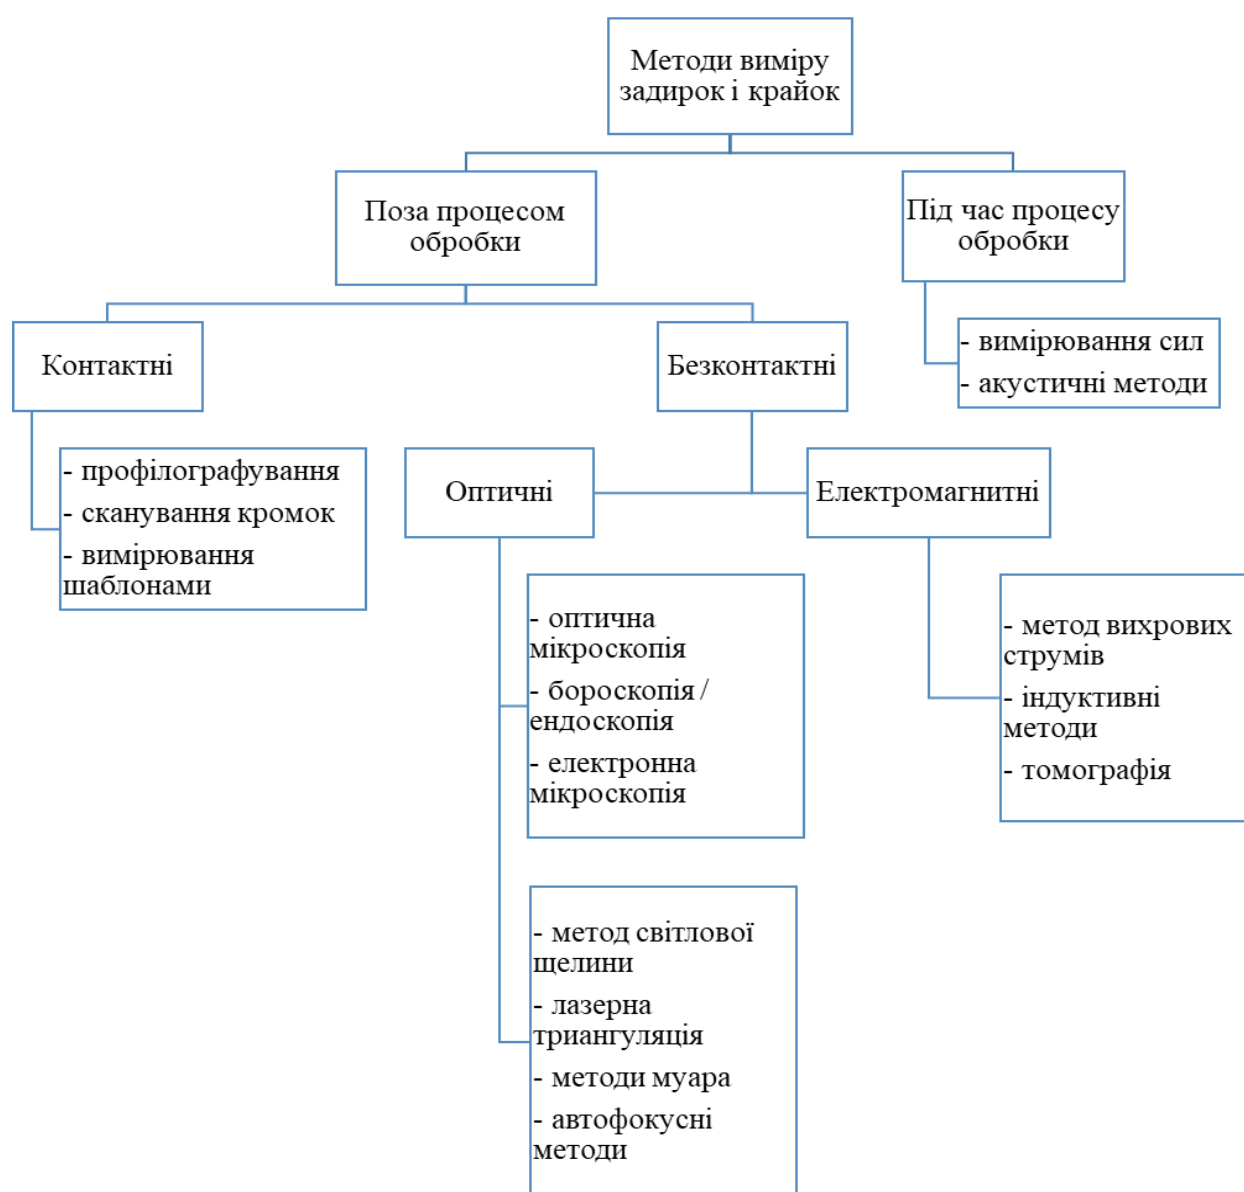 Методи виміру
задирок і крайок
Поза процесом
обробки
Під час процесу
обробки
- вимірювання сил
- акустичні методи
Контактні
Безконтактні
- профілографування
- сканування кромок
- вимірювання
шаблонами
Оптичні
Електромагнитні
- оптична
мікроскопія
- бороскопія /
ендоскопія
- електронна
мікроскопія
- метод вихрових
струмів
- індуктивні
методи
- томографія
- метод світлової
щелини
- лазерна
триангуляція
- методи муара
- автофокусні
методи